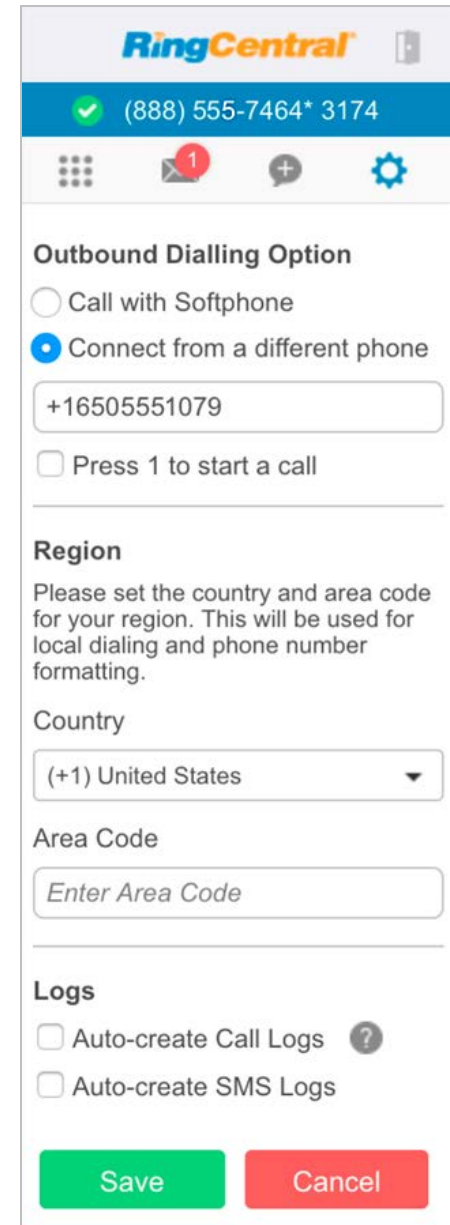 RingCentral®
(888) 555-7464* 3174
1
Outbound Dialling Option
Call with Softphone
Connect from a different phone
+16505551079
Press 1 to start a call
Region
Please set the country and area code
for your region. This will be used for
local dialing and phone number
formatting.
Country
(+1) United States
Area Code
Enter Area Code
Logs
Auto-create Call Logs ?
Auto-create SMS Logs
Save Cancel